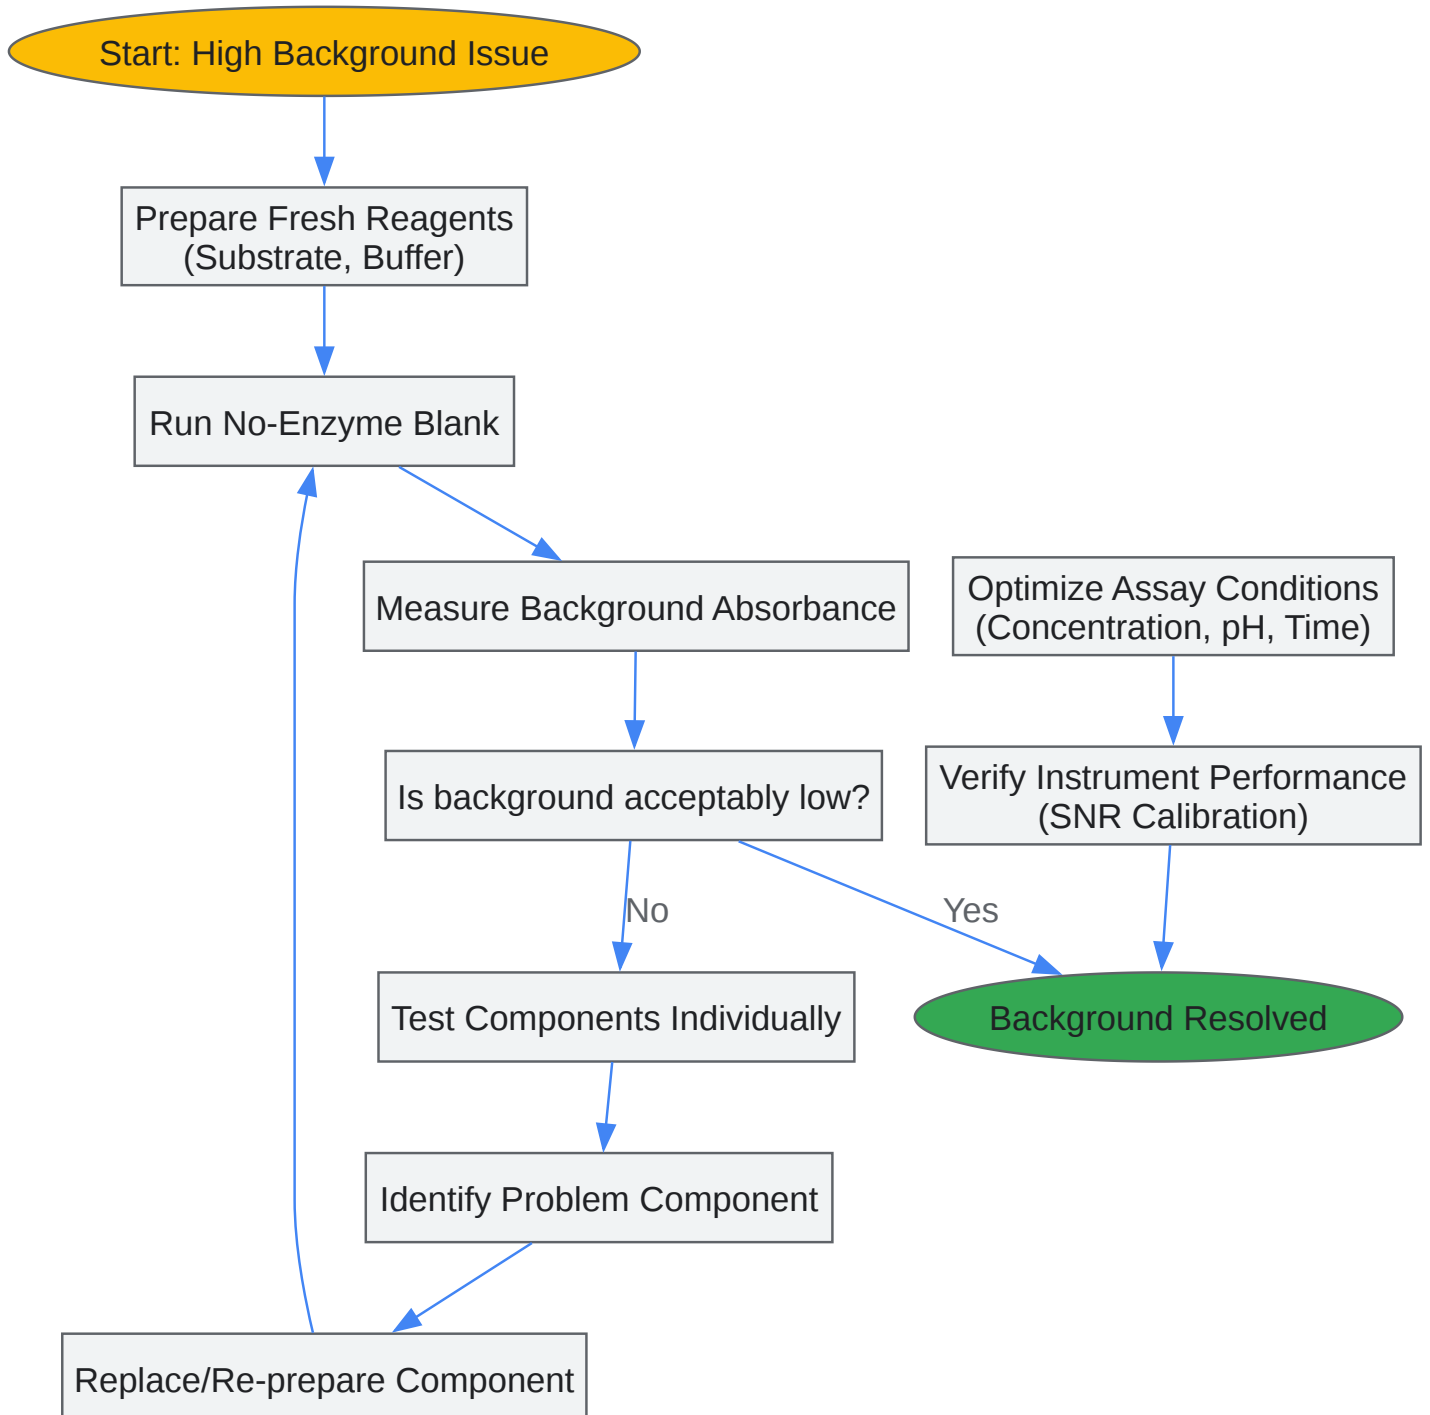 Start: High Background Issue
Prepare Fresh Reagents
(Substrate, Buffer)
Run No-Enzyme Blank
Measure Background Absorbance
Optimize Assay Conditions
(Concentration, pH, Time)
Is background acceptably low?
Verify Instrument Performance
(SNR Calibration)
No
Yes
Test Components Individually
Background Resolved
Identify Problem Component
Replace/Re-prepare Component